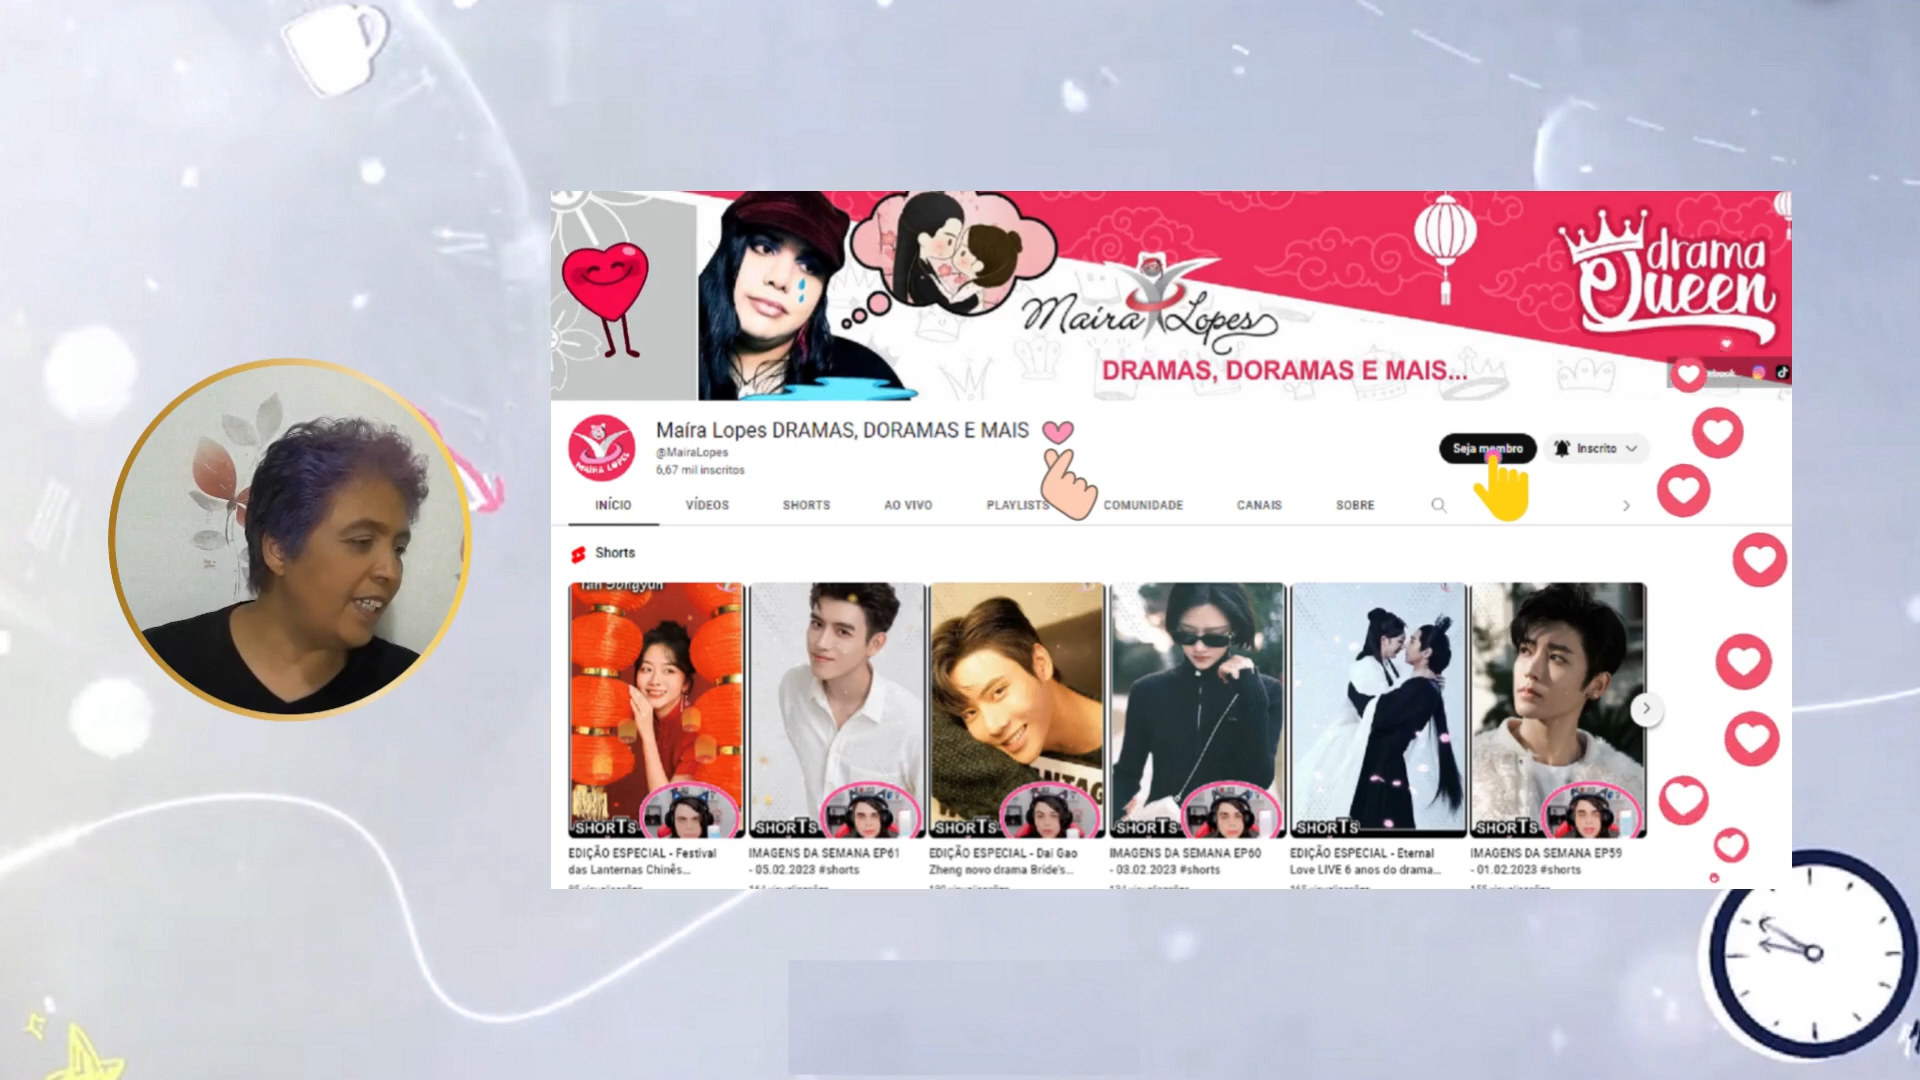 drama
Queen
Maíra Lopes
DRAMAS, DORAMAS E MAIS...
Maíra Lopes DRAMAS, DORAMAS E MAIS
@MairaLopes
6,67 mil inscritos
Seja membro
Inscrito
INÍCIO VÍDEOS SHORTS AO VIVO PLAYLISTS COMUNIDADE CANAIS SOBRE
Shorts
Tan Songyun
SHORTS SHORTS SHORTS SHORTS SHORTS SHORTS
EDIÇÃO ESPECIAL - Festival
das Lanternas Chinês...
IMAGENS DA SEMANA EP61
- 05.02.2023 #shorts
EDIÇÃO ESPECIAL - Dai Gao
Zheng novo drama Bride's...
IMAGENS DA SEMANA EP60
- 03.02.2023 #shorts
EDIÇÃO ESPECIAL - Eternal
Love LIVE 6 anos do drama...
IMAGENS DA SEMANA EP59
- 01.02.2023 #shorts